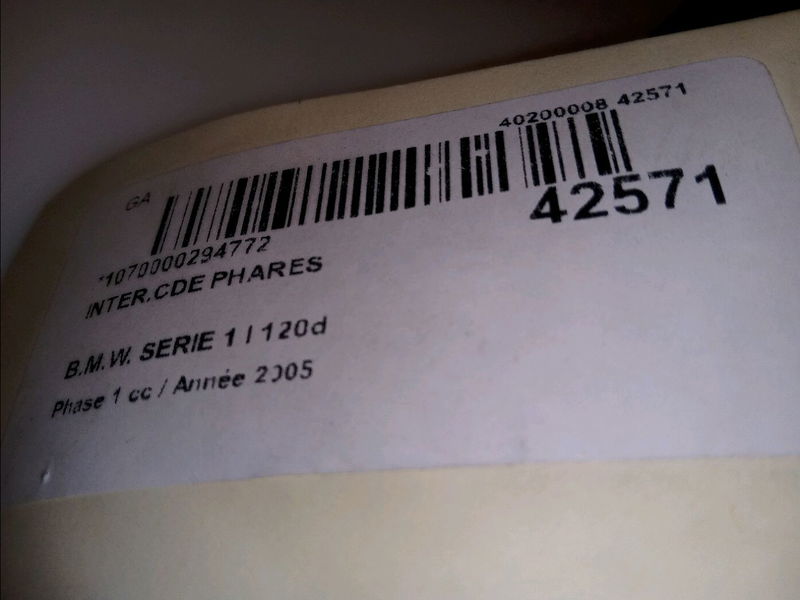 40200008 42571
GA
42571
*1070000294772
INTER.CDE PHARES
B.M.W. SERIE 1 I 120d
Phase 1 cc / Année 2005